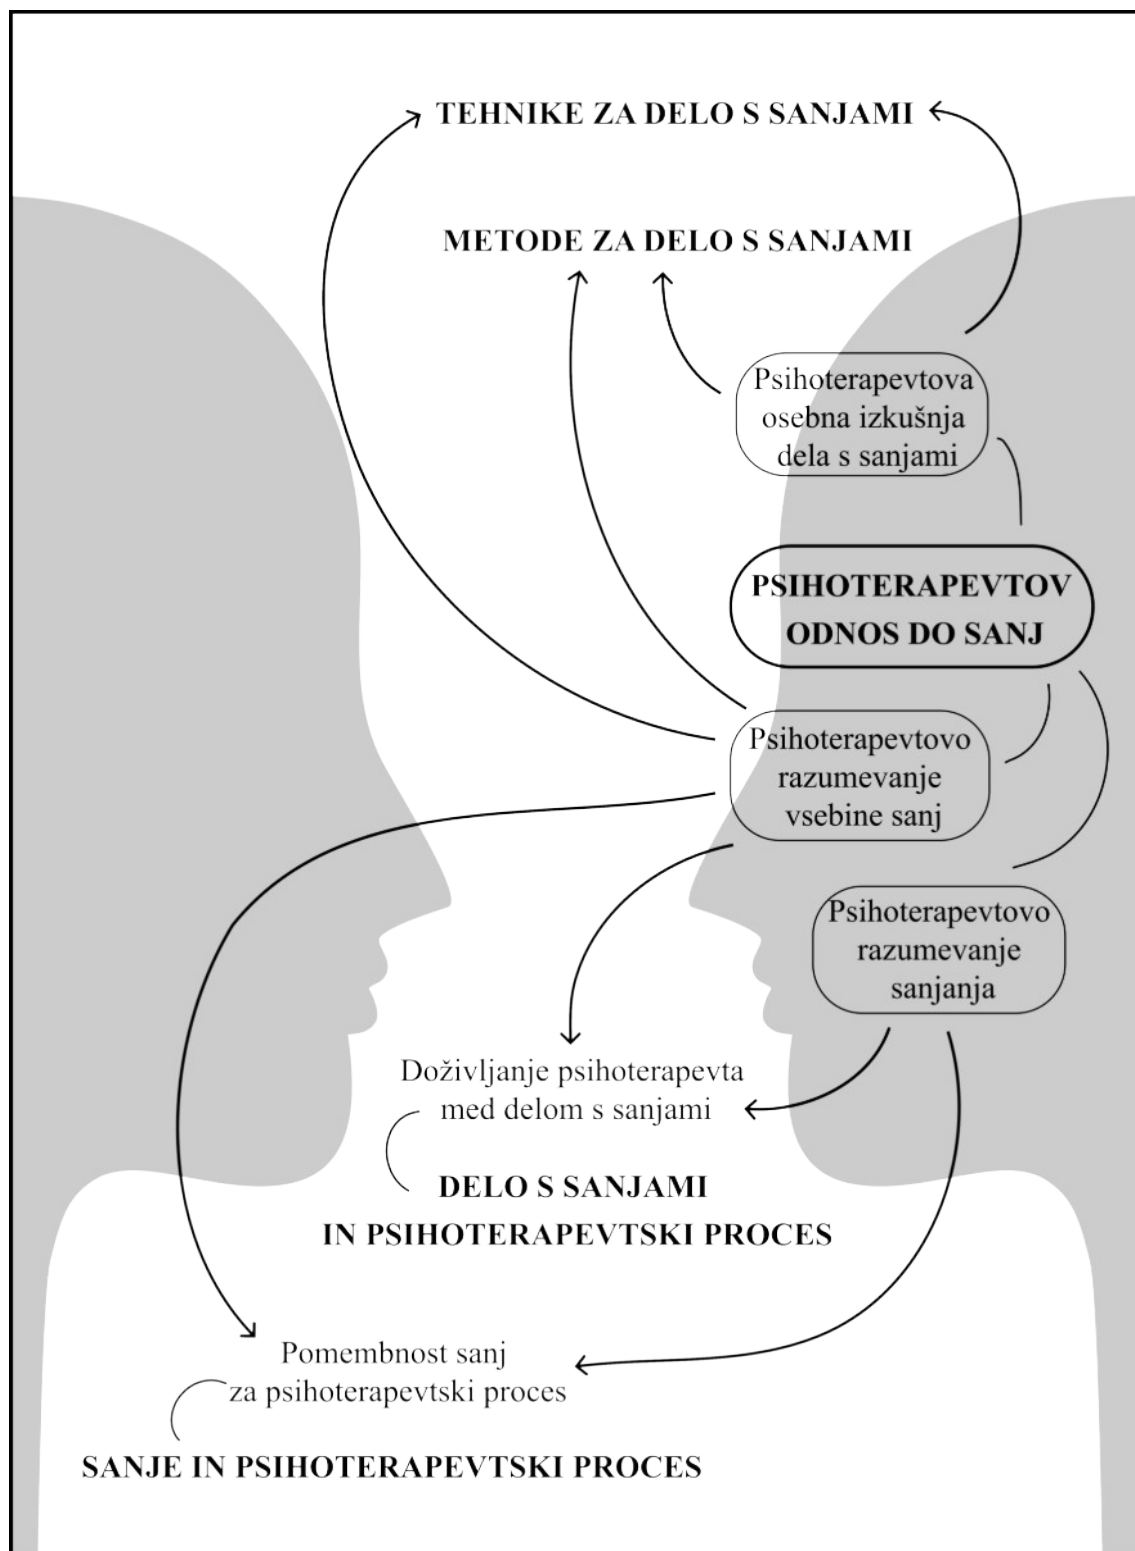 TEHNIKE ZA DELO S SANJAMI
METODE ZA DELO S SANJAMI
Psihoterapevtova
osebna izkušnja
dela s sanjami
PSIHOTERAPEVTOV
ODNOS DO SANJ
Psihoterapevtovo
razumevanje
vsebine sanj
Psihoterapevtovo
razumevanje
sanjanja
Doživljanje psihoterapevta
med delom s sanjami
DELO S SANJAMI
IN PSIHOTERAPEVTSKI PROCES
Pomembnost sanj
za psihoterapevtski proces
SANJE IN PSIHOTERAPEVTSKI PROCES